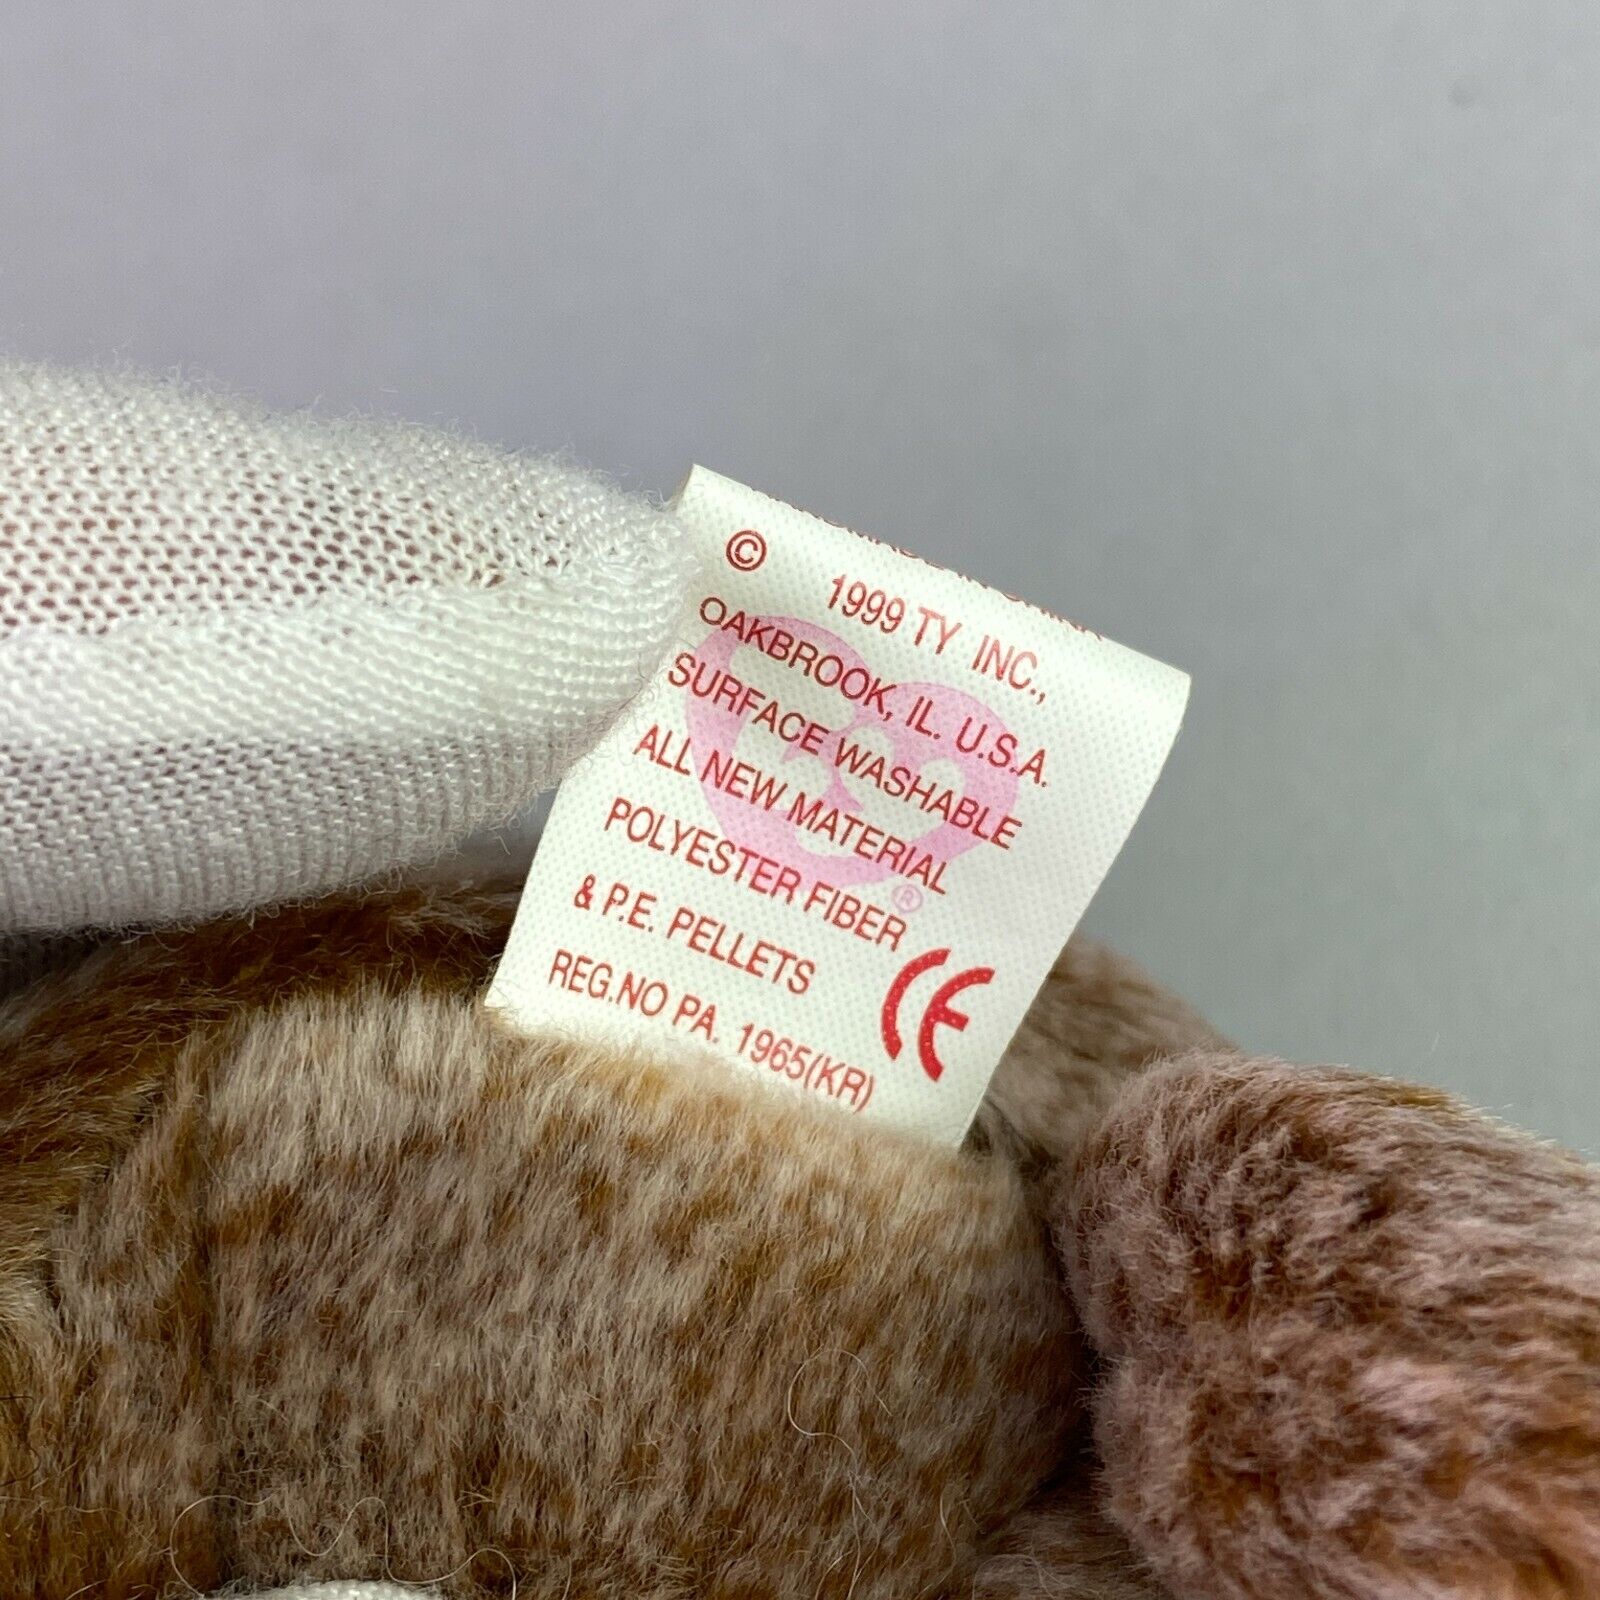 © 1999 TY INC.,
OAKBROOK, IL. U.S.A.
SURFACE WASHABLE
ALL NEW MATERIAL
POLYESTER FIBER ®
& P.E. PELLETS CE
REG.NO PA. 1965(KR)